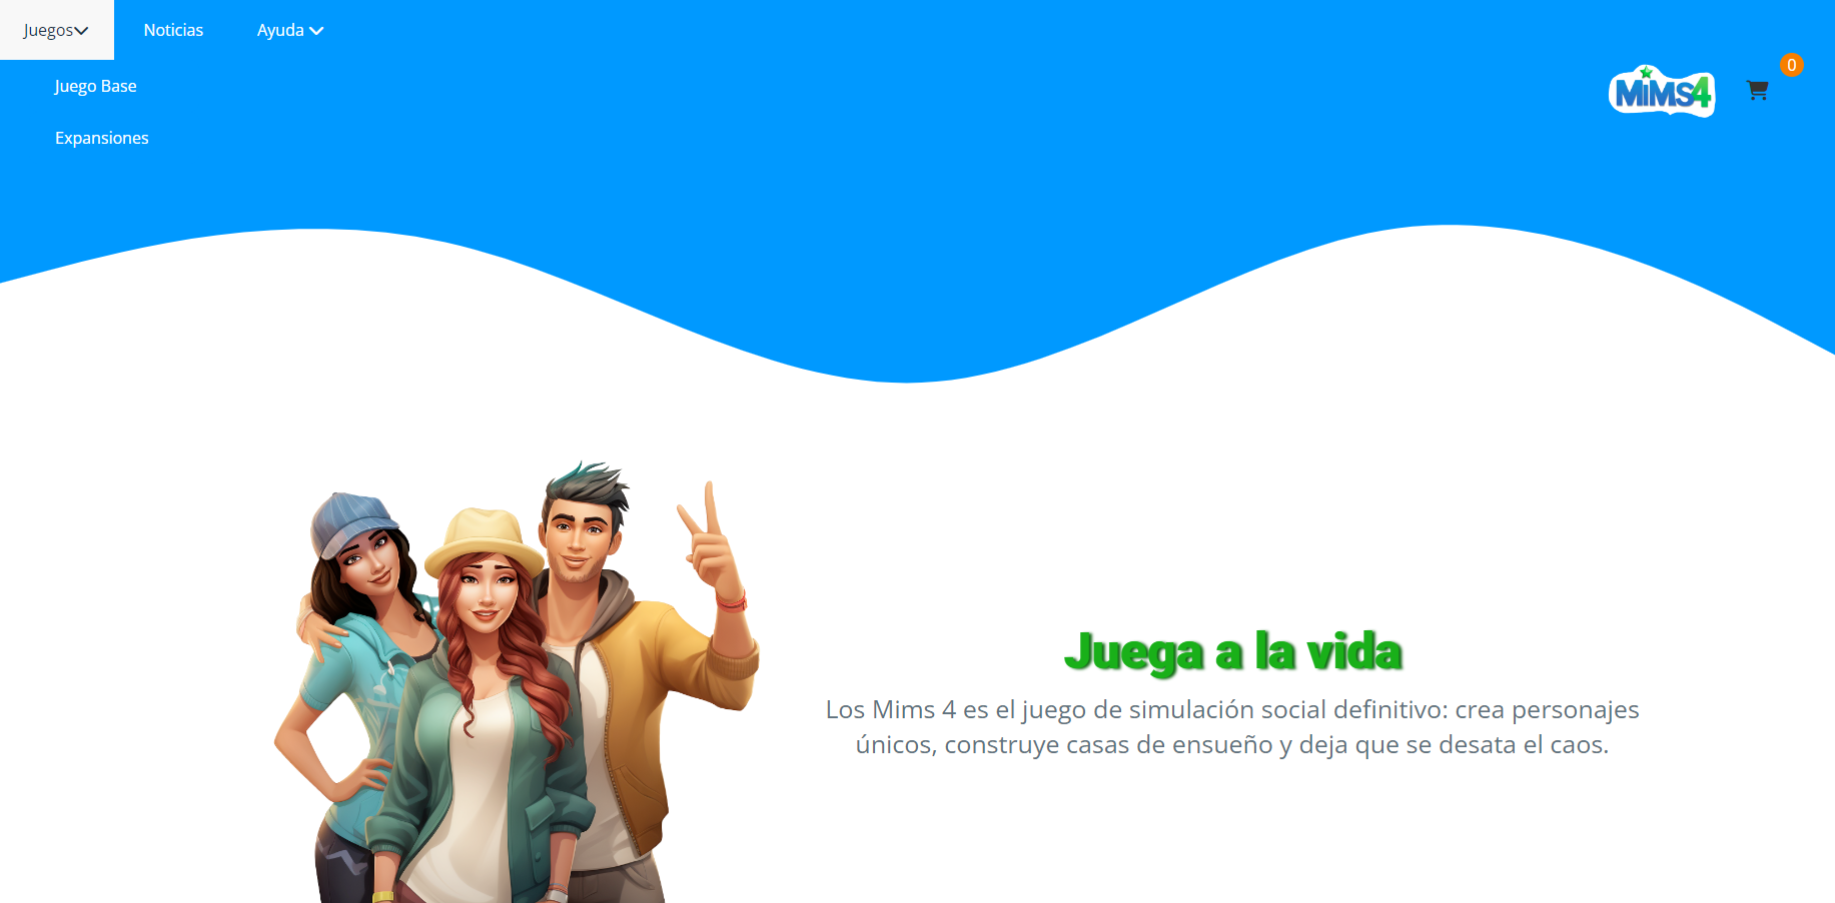 Juegos
Noticias
Ayuda
Juego Base
Expansiones
MiMS4
0
Juega a la vida
Los Mims 4 es el juego de simulación social definitivo: crea personajes
únicos, construye casas de ensueño y deja que se desata el caos.